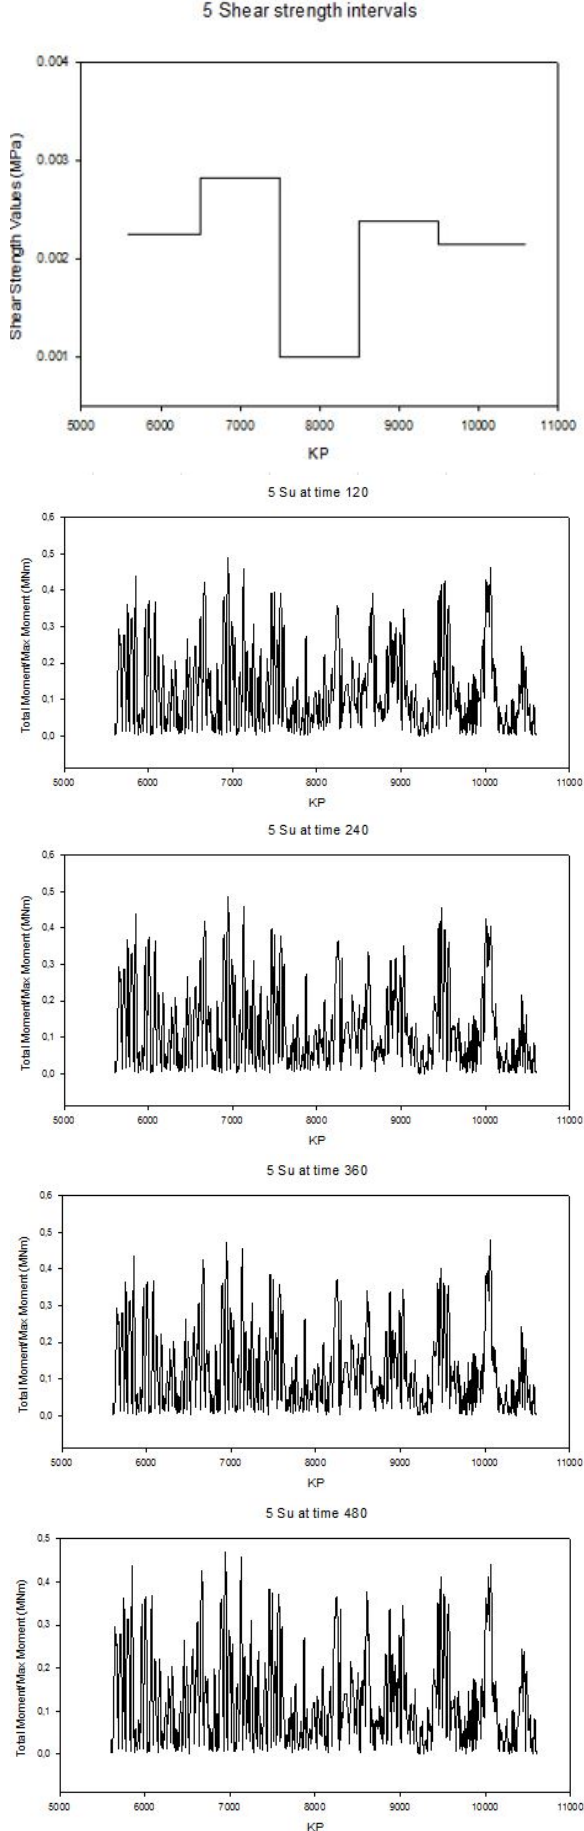 5 Shear strength intervals
0.004
0.003
0.002
0.001
Shear Strength Values (MPa)
5000 6000 7000 8000 9000 10000 11000
KP
5 Su at time 120
0,6
0,5
0,4
0,3
0,2
0,1
0,0
Total Moment/Max Moment (MNm)
5000 6000 7000 8000 9000 10000 11000
KP
5 Su at time 240
0,6
0,5
0,4
0,3
0,2
0,1
0,0
Total Moment/Max Moment (MNm)
5000 6000 7000 8000 9000 10000 11000
KP
5 Su at time 360
0,6
0,5
0,4
0,3
0,2
0,1
0,0
Total Moment/Max Moment (MNm)
5000 6000 7000 8000 9000 10000 11000
KP
5 Su at time 480
0,5
0,4
0,3
0,2
0,1
0,0
Total Moment/Max Moment (MNm)
5000 6000 7000 8000 9000 10000 11000
KP